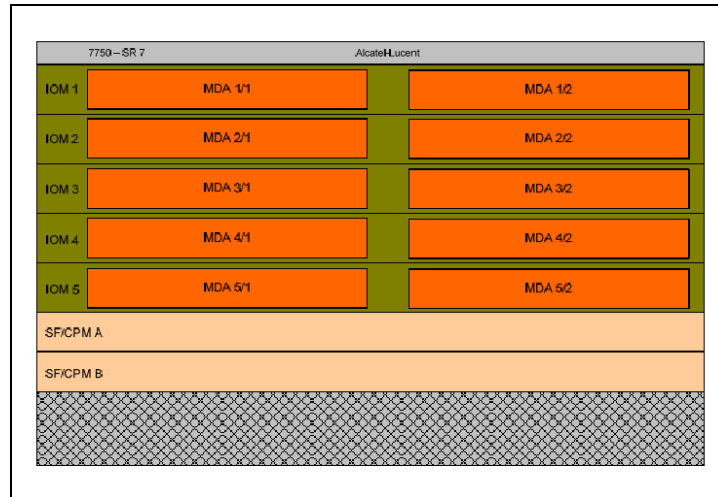 7750 – SR 7 Alcatel-Lucent
IOM 1 MDA 1/1 MDA 1/2
IOM 2 MDA 2/1 MDA 2/2
IOM 3 MDA 3/1 MDA 3/2
IOM 4 MDA 4/1 MDA 4/2
IOM 5 MDA 5/1 MDA 5/2
SF/CPM A
SF/CPM B